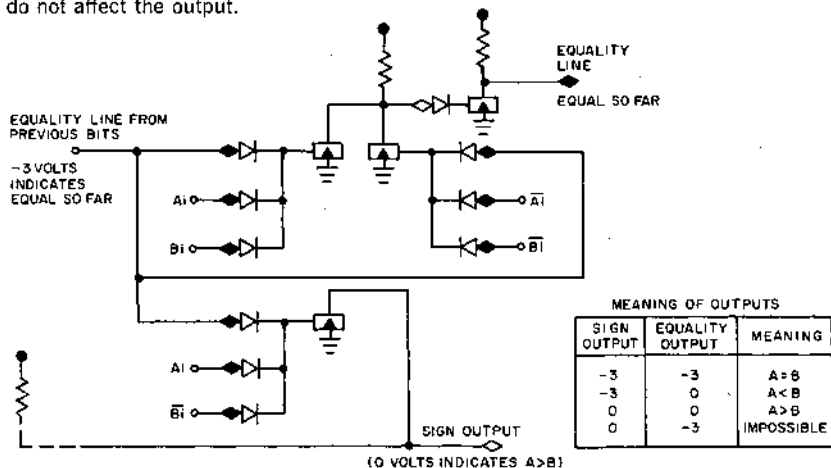 do not affect the output.
EQUALITY
LINE
EQUAL SO FAR
EQUALITY LINE FROM
PREVIOUS BITS
-3 VOLTS
INDICATES
EQUAL SO FAR
Ai
Bi
A̅i̅
B̅i̅
Ai
B̅i̅
SIGN OUTPUT
(0 VOLTS INDICATES A>B)
MEANING OF OUTPUTS
SIGN OUTPUT EQUALITY OUTPUT MEANING
-3 -3 A=B
-3 0 A<B
0 0 A>B
0 -3 IMPOSSIBLE